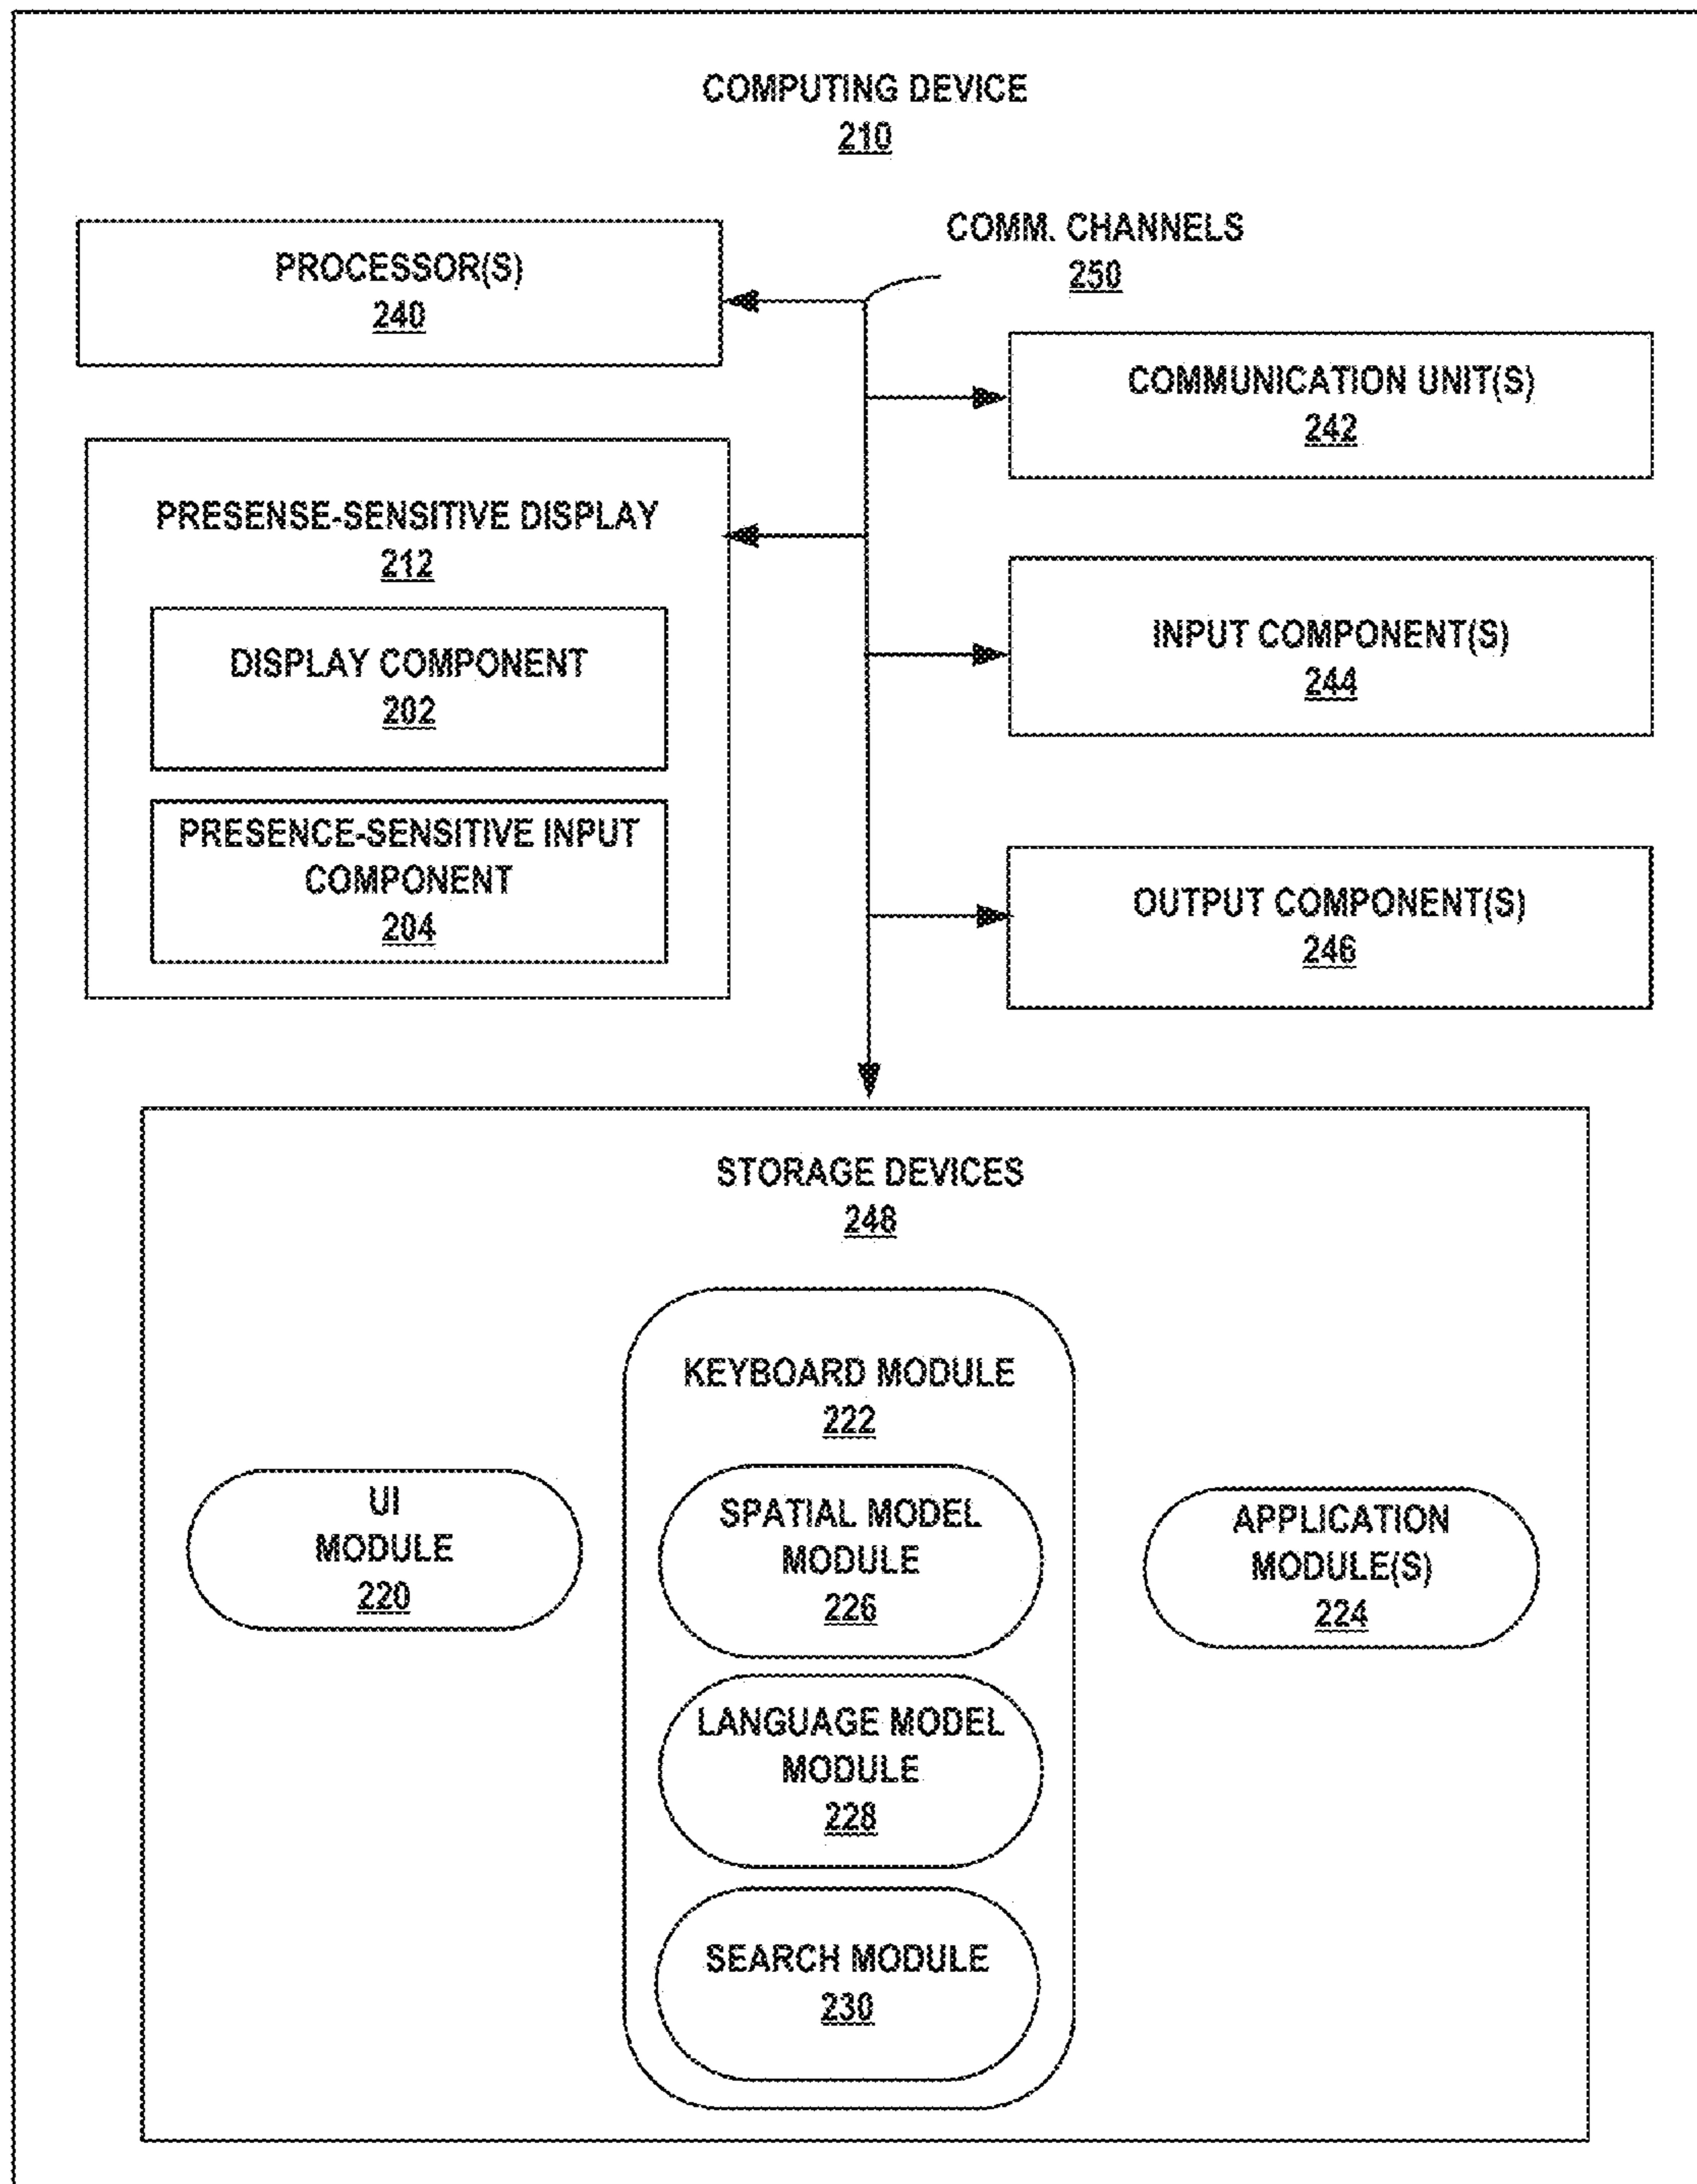 COMPUTING DEVICE
210
PROCESSOR(S)
240
COMM. CHANNELS
250
COMMUNICATION UNIT(S)
242
PRESENSE-SENSITIVE DISPLAY
212
DISPLAY COMPONENT
202
PRESENCE-SENSITIVE INPUT
COMPONENT
204
INPUT COMPONENT(S)
244
OUTPUT COMPONENT(S)
246
STORAGE DEVICES
248
UI
MODULE
220
KEYBOARD MODULE
222
SPATIAL MODEL
MODULE
226
LANGUAGE MODEL
MODULE
228
SEARCH MODULE
230
APPLICATION
MODULE(S)
224